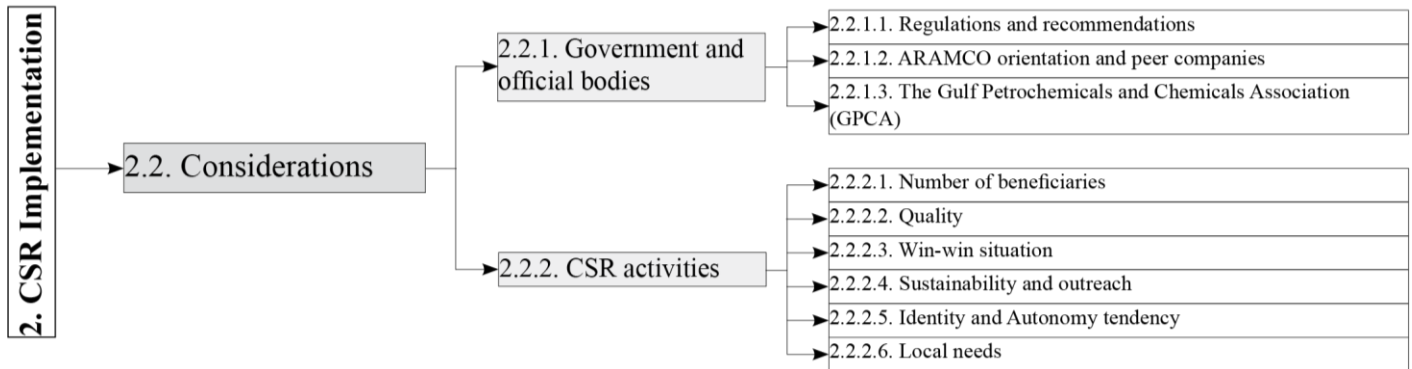 2. CSR Implementation
2.2. Considerations
2.2.1. Government and
official bodies
2.2.1.1. Regulations and recommendations
2.2.1.2. ARAMCO orientation and peer companies
2.2.1.3. The Gulf Petrochemicals and Chemicals Association
(GPCA)
2.2.2. CSR activities
2.2.2.1. Number of beneficiaries
2.2.2.2. Quality
2.2.2.3. Win-win situation
2.2.2.4. Sustainability and outreach
2.2.2.5. Identity and Autonomy tendency
2.2.2.6. Local needs